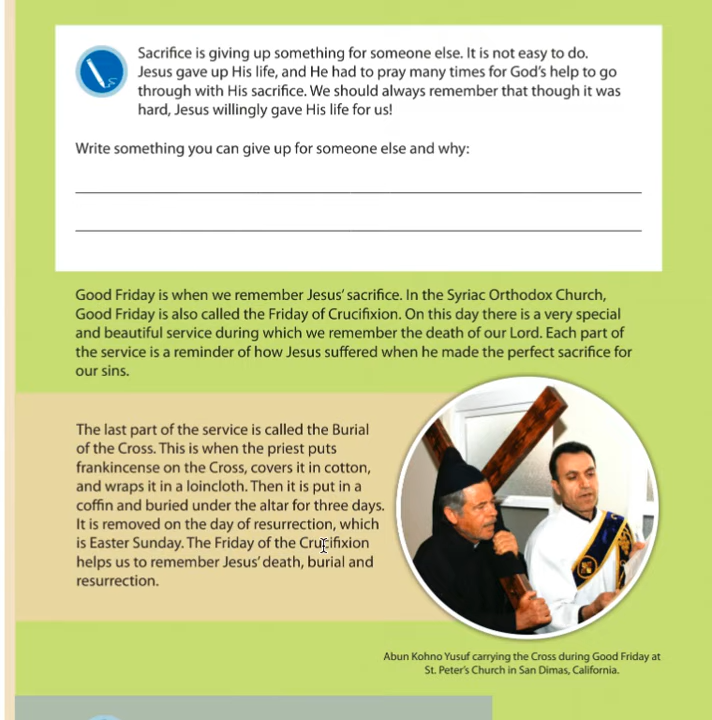 Sacrifice is giving up something for someone else. It is not easy to do.
Jesus gave up His life, and He had to pray many times for God's help to go
through with His sacrifice. We should always remember that though it was
hard, Jesus willingly gave His life for us!
Write something you can give up for someone else and why:
Good Friday is when we remember Jesus' sacrifice. In the Syriac Orthodox Church,
Good Friday is also called the Friday of Crucifixion. On this day there is a very special
and beautiful service during which we remember the death of our Lord. Each part of
the service is a reminder of how Jesus suffered when he made the perfect sacrifice for
our sins.
The last part of the service is called the Burial
of the Cross. This is when the priest puts
frankincense on the Cross, covers it in cotton,
and wraps it in a loincloth. Then it is put in a
coffin and buried under the altar for three days.
It is removed on the day of resurrection, which
is Easter Sunday. The Friday of the Crucifixion
helps us to remember Jesus' death, burial and
resurrection.
Abun Kohno Yusuf carrying the Cross during Good Friday at
St. Peter's Church in San Dimas, California.